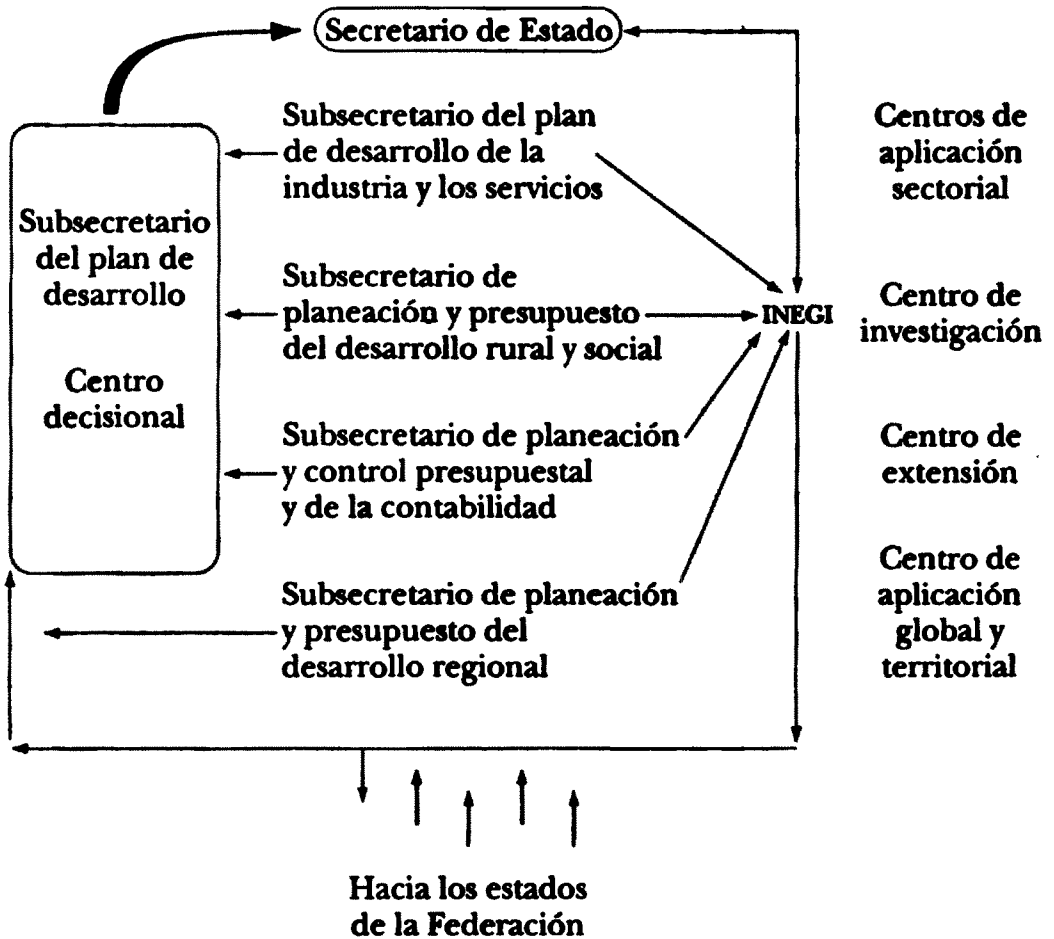 Secretario de Estado
Subsecretario del plan
de desarrollo de la
industria y los servicios
Centros de
aplicación
sectorial
Subsecretario
del plan de
desarrollo
Centro
decisional
Subsecretario de
planeación y presupuesto
del desarrollo rural y social
INEGI
Centro de
investigación
Subsecretario de planeación
y control presupuestal
y de la contabilidad
Centro de
extensión
Subsecretario de planeación
y presupuesto del
desarrollo regional
Centro de
aplicación
global y
territorial
Hacia los estados
de la Federación